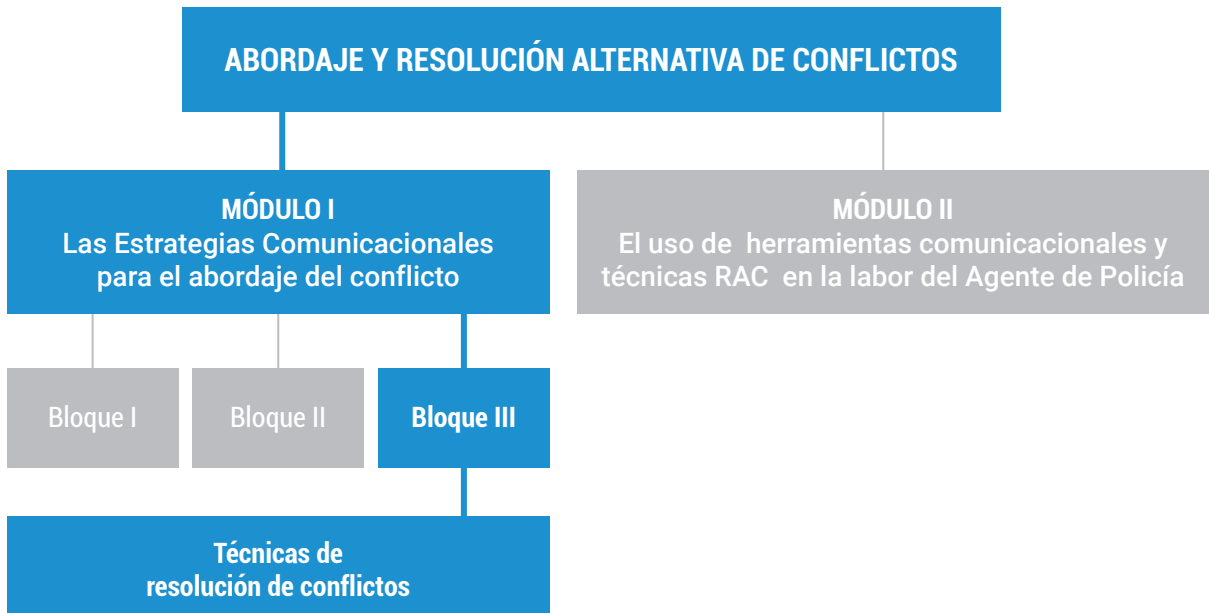 ABORDAJE Y RESOLUCIÓN ALTERNATIVA DE CONFLICTOS
MÓDULO I
Las Estrategias Comunicacionales
para el abordaje del conflicto
MÓDULO II
El uso de herramientas comunicacionales y
técnicas RAC en la labor del Agente de Policía
Bloque I
Bloque II
Bloque III
Técnicas de
resolución de conflictos